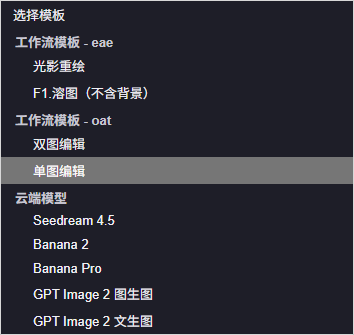 选择模板
工作流模板 - eae
光影重绘
F1.溶图（不含背景）
工作流模板 - oat
双图编辑
单图编辑
云端模型
Seedream 4.5
Banana 2
Banana Pro
GPT Image 2 图生图
GPT Image 2 文生图